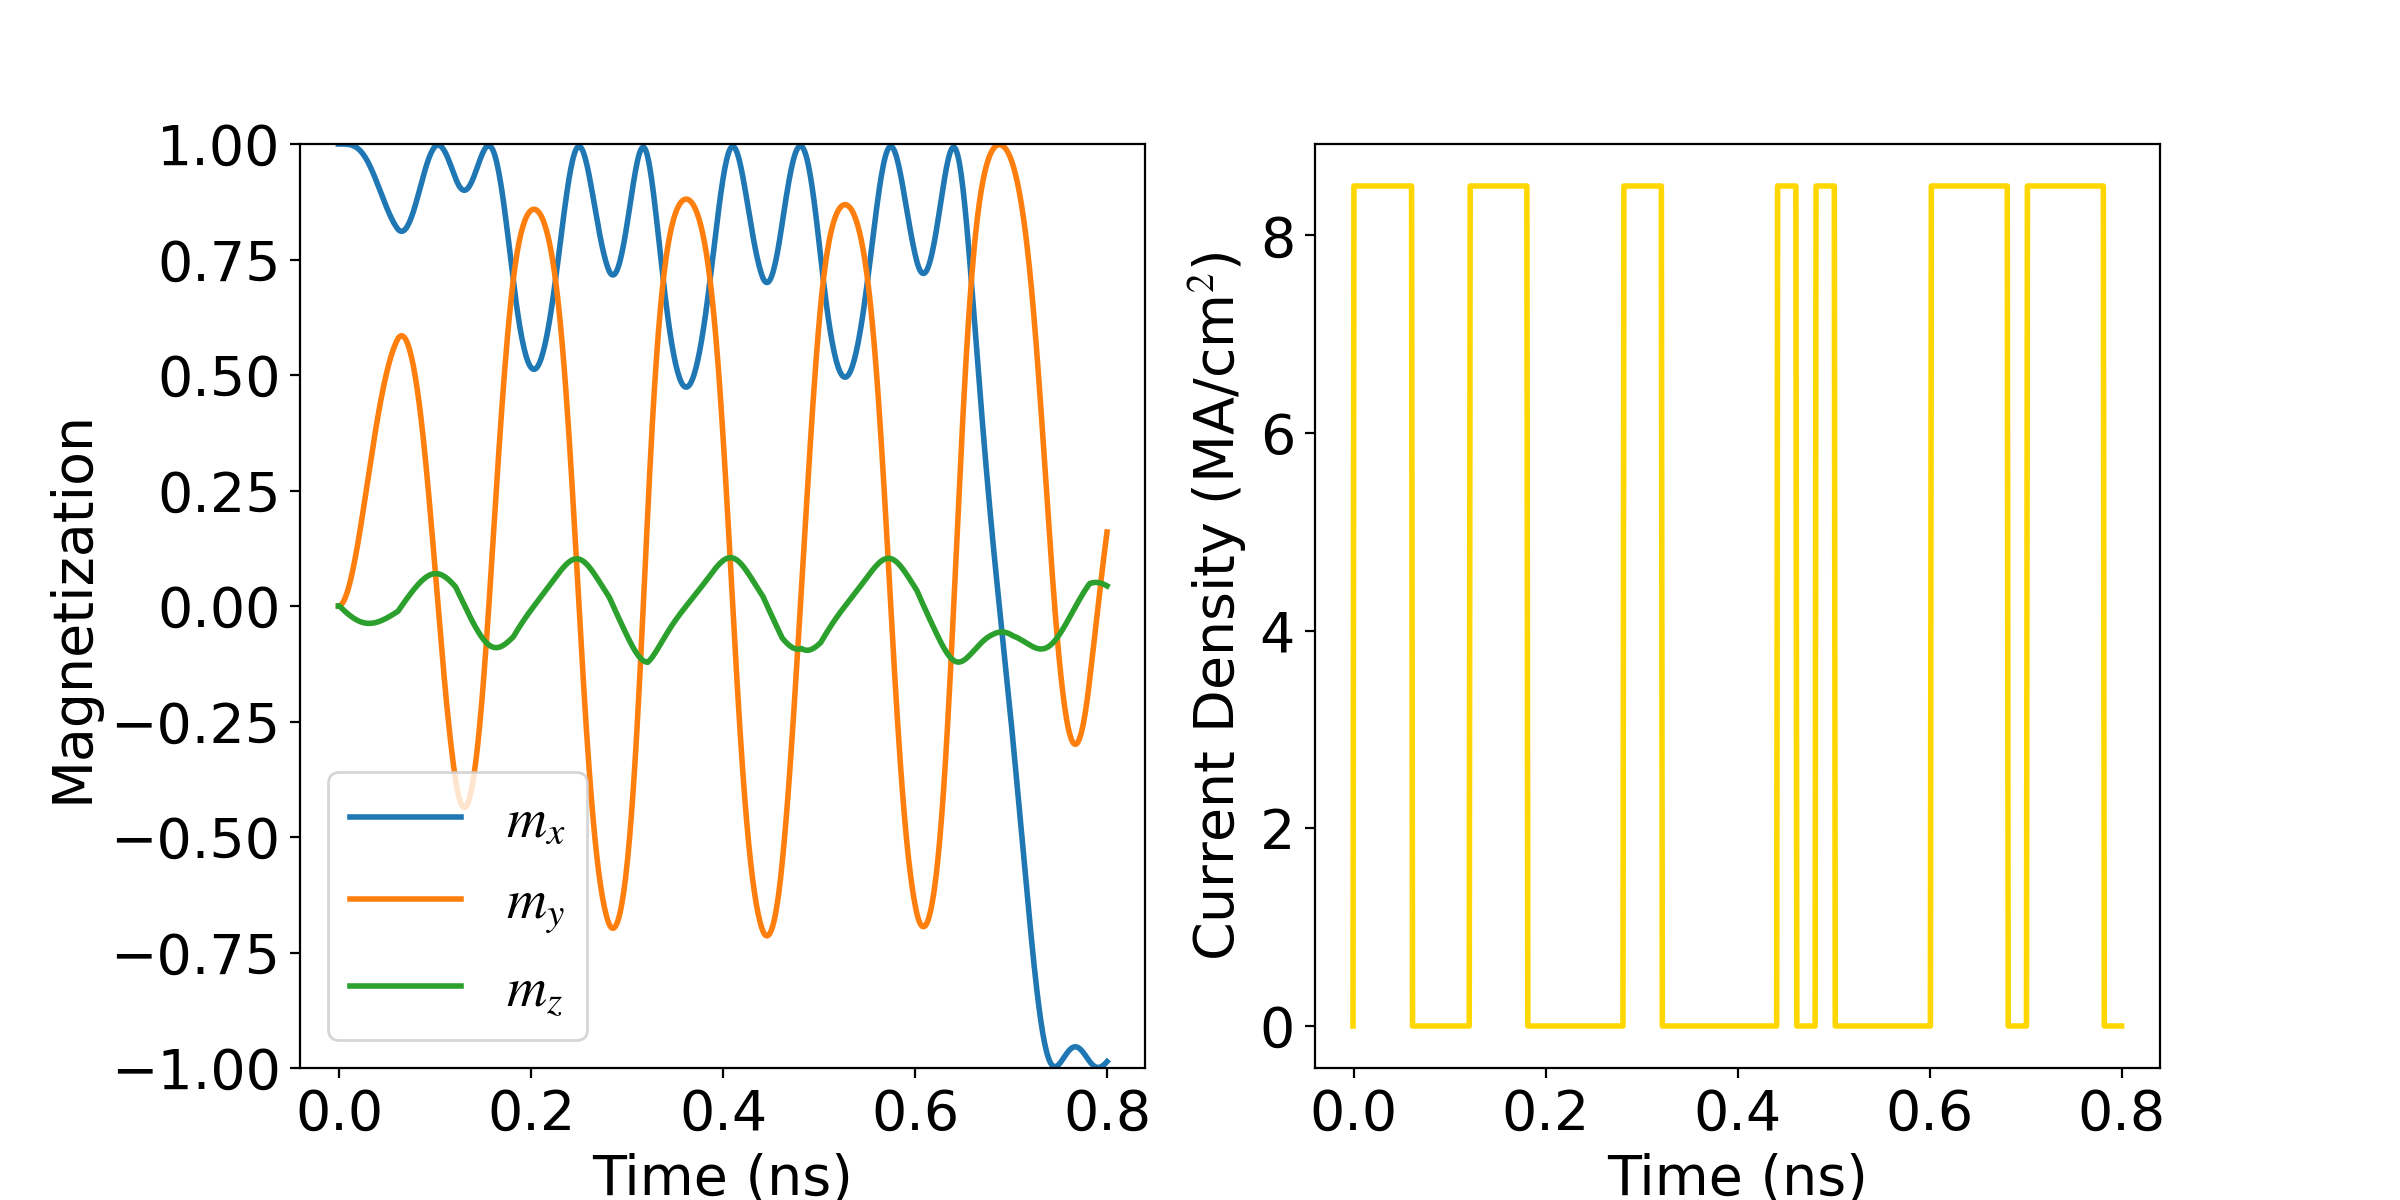 1.00
0.75
0.50
0.25
0.00
−0.25
−0.50
−0.75
−1.00
Magnetization
m_x
m_y
m_z
0.0 0.2 0.4 0.6 0.8
Time (ns)
8
6
4
2
0
Current Density (MA/cm²)
0.0 0.2 0.4 0.6 0.8
Time (ns)